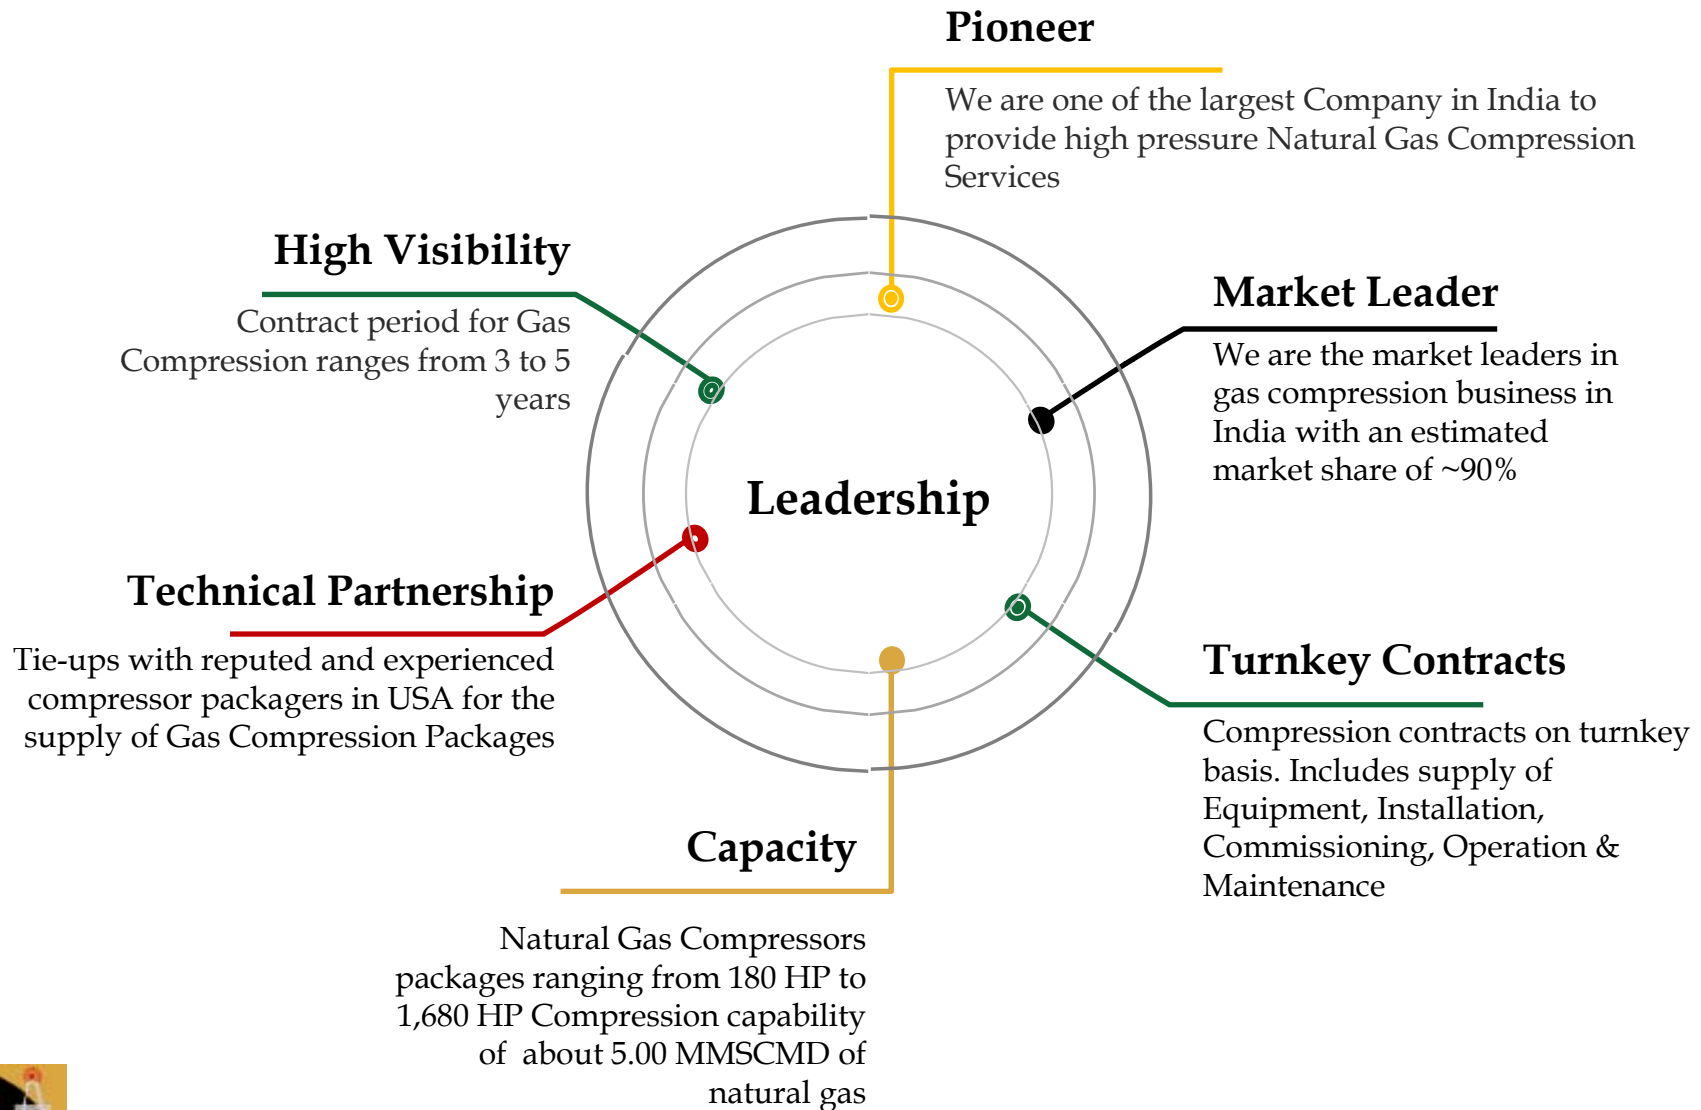 Pioneer
We are one of the largest Company in India to
provide high pressure Natural Gas Compression
Services
High Visibility
Contract period for Gas
Compression ranges from 3 to 5
years
Market Leader
We are the market leaders in
gas compression business in
India with an estimated
market share of ~90%
Leadership
Technical Partnership
Tie-ups with reputed and experienced
compressor packagers in USA for the
supply of Gas Compression Packages
Turnkey Contracts
Compression contracts on turnkey
basis. Includes supply of
Equipment, Installation,
Commissioning, Operation &
Maintenance
Capacity
Natural Gas Compressors
packages ranging from 180 HP to
1,680 HP Compression capability
of about 5.00 MMSCMD of
natural gas